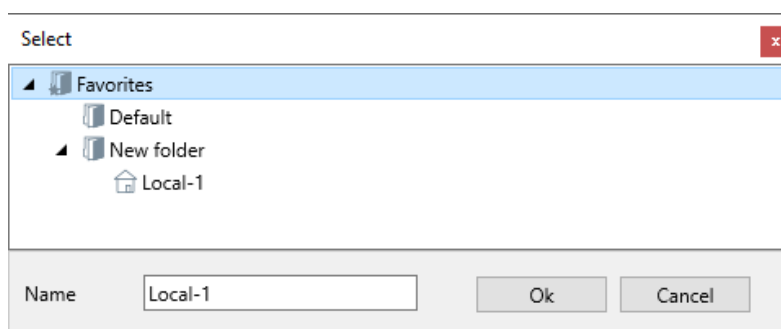 Select
x
Favorites
Default
New folder
Local-1
Name Local-1 Ok Cancel